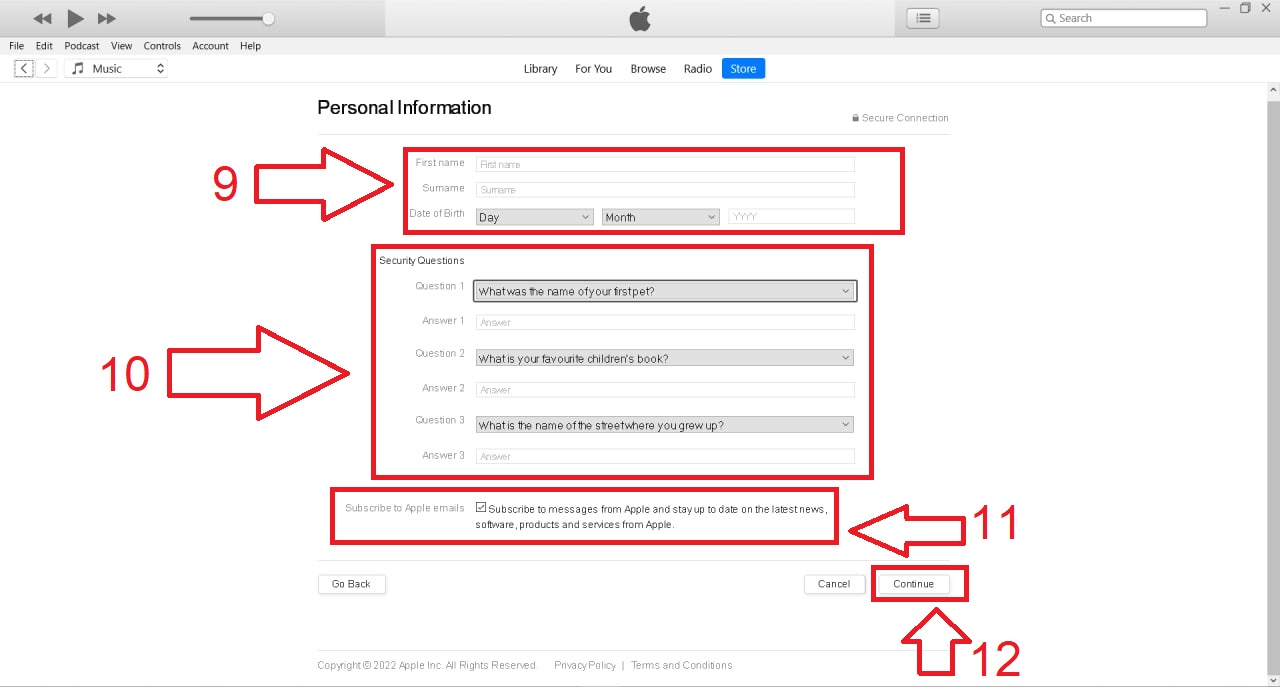 Search
File Edit Podcast View Controls Account Help
Music Library For You Browse Radio Store
Personal Information
Secure Connection
9
First name First name
Surname Surname
Date of Birth Day Month YYYY
10
Security Questions
Question 1 What was the name of your first pet?
Answer 1 Answer
Question 2 What is your favourite children's book?
Answer 2 Answer
Question 3 What is the name of the street where you grew up?
Answer 3 Answer
Subscribe to Apple emails Subscribe to messages from Apple and stay up to date on the latest news,
software, products and services from Apple.
11
Go Back Cancel Continue
12
Copyright © 2022 Apple Inc. All Rights Reserved. Privacy Policy | Terms and Conditions